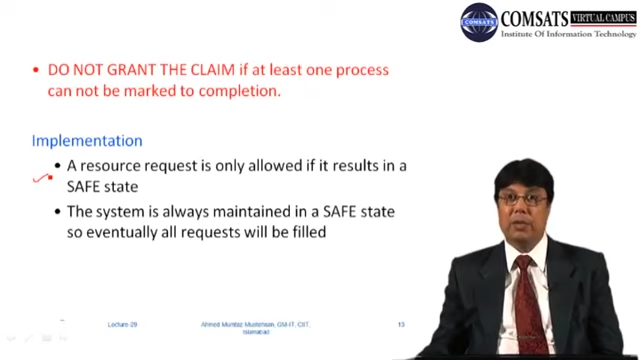 COMSATS VIRTUAL CAMPUS
Institute Of Information Technology
COMSATS
• DO NOT GRANT THE CLAIM if at least one process
can not be marked to completion.
Implementation
• A resource request is only allowed if it results in a
SAFE state
• The system is always maintained in a SAFE state
so eventually all requests will be filled
Lecture-29
Ahmed Mumtaz Mustehsan, GM-IT, CIIT,
Islamabad
13